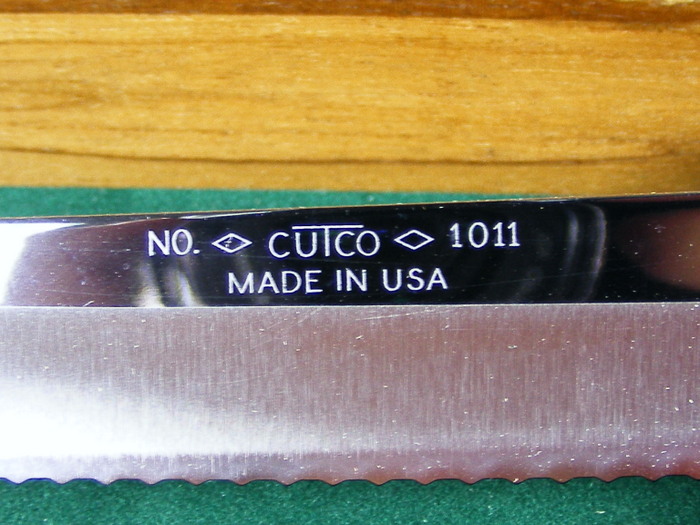 NO. ◇ CUTCO ◇ 1011
MADE IN USA